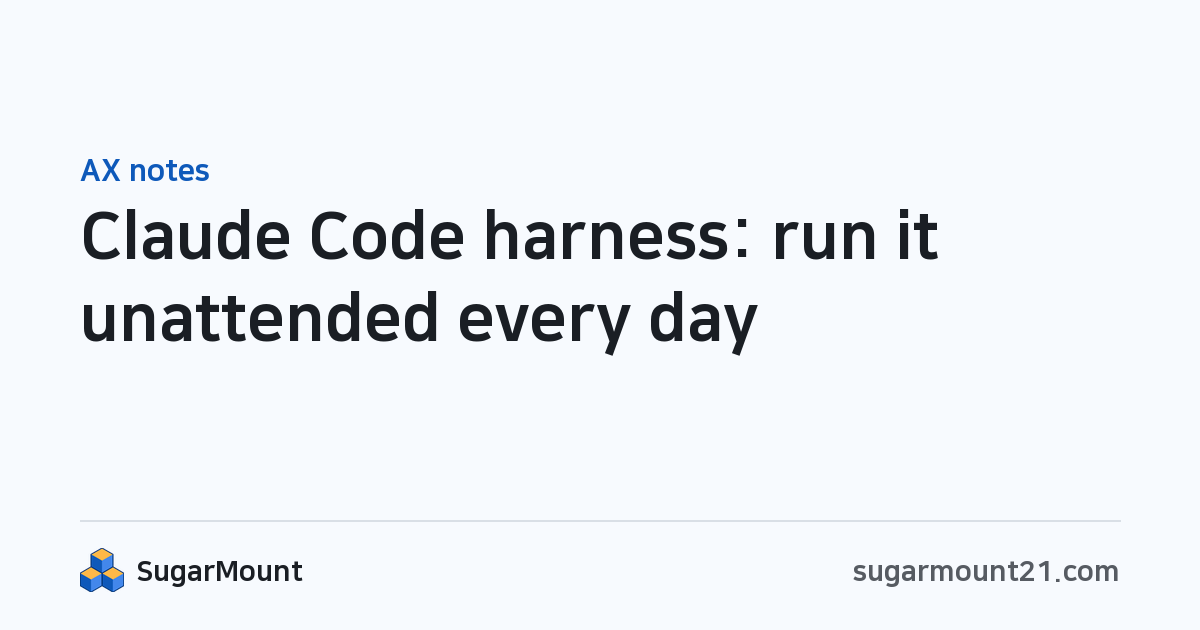 AX notes
Claude Code harness: run it
unattended every day
SugarMount
sugarmount21.com